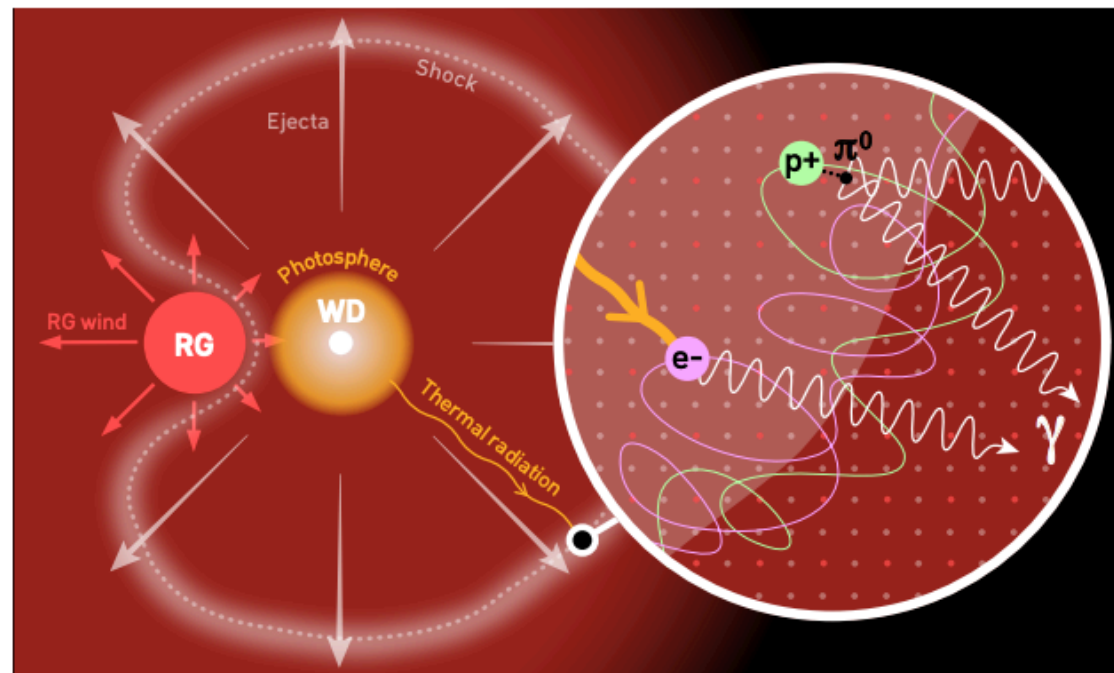 Shock
Ejecta
Photosphere
WD
RG wind
RG
Thermal radiation
p+
π⁰
e-
γ